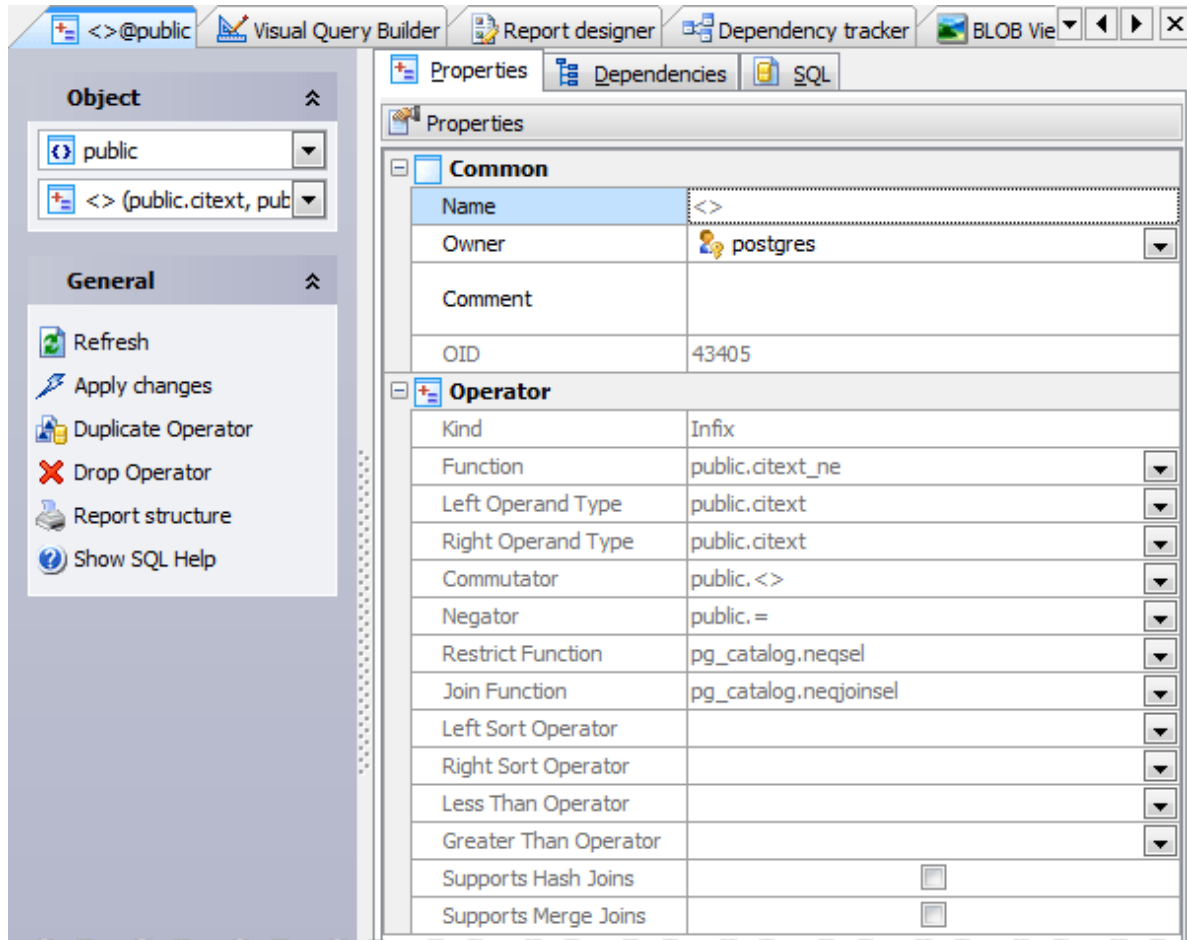 <>@public Visual Query Builder Report designer Dependency tracker BLOB Vie
Properties Dependencies SQL
Object
public
<> (public.citext, pub
General
Refresh
Apply changes
Duplicate Operator
Drop Operator
Report structure
Show SQL Help
Properties
Common
Name <>
Owner postgres
Comment
OID 43405
Operator
Kind Infix
Function public.citext_ne
Left Operand Type public.citext
Right Operand Type public.citext
Commutator public.<>
Negator public.=
Restrict Function pg_catalog.neqsel
Join Function pg_catalog.neqjoinsel
Left Sort Operator
Right Sort Operator
Less Than Operator
Greater Than Operator
Supports Hash Joins
Supports Merge Joins